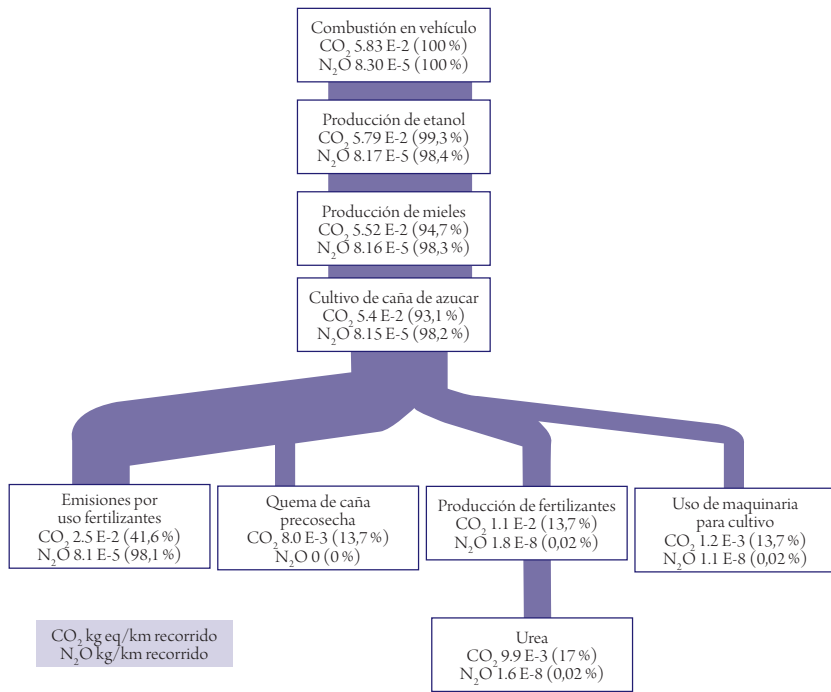 Combustión en vehículo
CO₂ 5.83 E-2 (100 %)
N₂O 8.30 E-5 (100 %)
Producción de etanol
CO₂ 5.79 E-2 (99,3 %)
N₂O 8.17 E-5 (98,4 %)
Producción de mieles
CO₂ 5.52 E-2 (94,7 %)
N₂O 8.16 E-5 (98,3 %)
Cultivo de caña de azucar
CO₂ 5.4 E-2 (93,1 %)
N₂O 8.15 E-5 (98,2 %)
Emisiones por
uso fertilizantes
CO₂ 2.5 E-2 (41,6 %)
N₂O 8.1 E-5 (98,1 %)
Quema de caña
precosecha
CO₂ 8.0 E-3 (13,7 %)
N₂O 0 (0 %)
Producción de fertilizantes
CO₂ 1.1 E-2 (13,7 %)
N₂O 1.8 E-8 (0,02 %)
Uso de maquinaria
para cultivo
CO₂ 1.2 E-3 (13,7 %)
N₂O 1.1 E-8 (0,02 %)
Urea
CO₂ 9.9 E-3 (17 %)
N₂O 1.6 E-8 (0,02 %)
CO₂ kg eq/km recorrido
N₂O kg/km recorrido